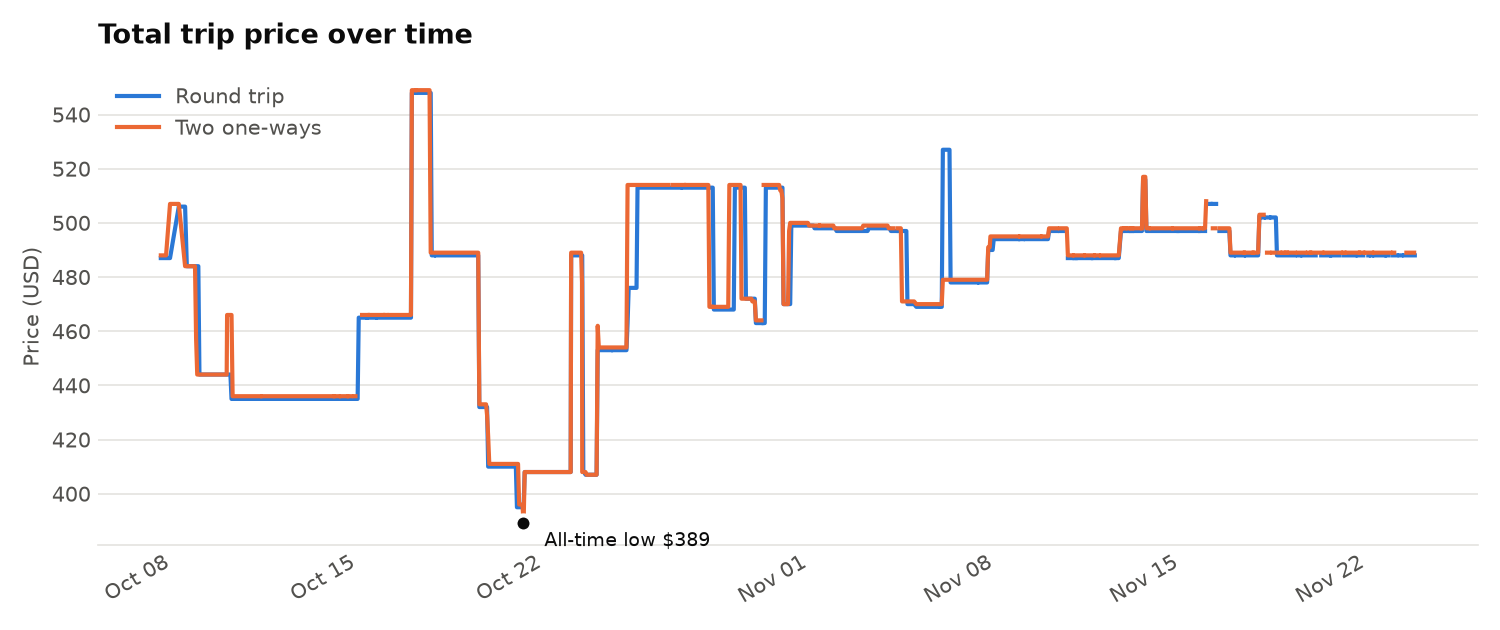 Total trip price over time
Round trip
Two one-ways
Price (USD)
540
520
500
480
460
440
420
400
All-time low $389
Oct 08
Oct 15
Oct 22
Nov 01
Nov 08
Nov 15
Nov 22